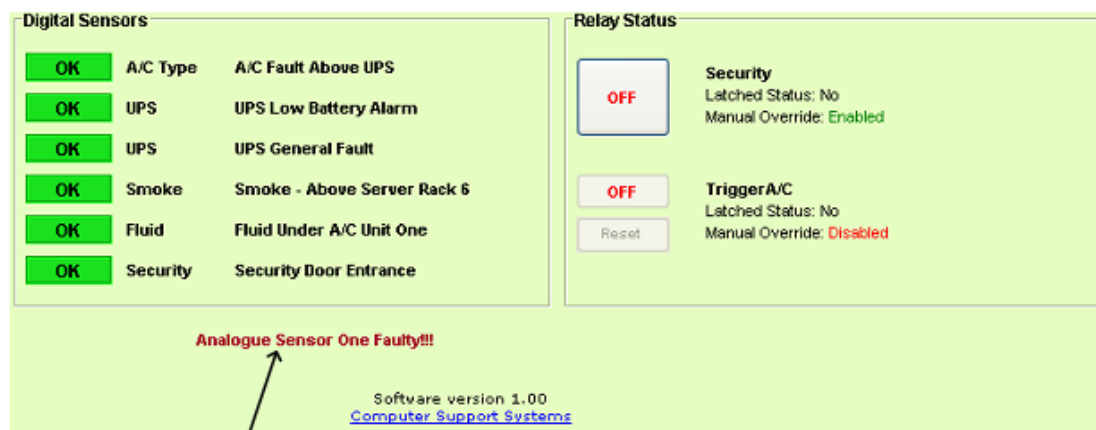 Digital Sensors
OK A/C Type A/C Fault Above UPS
OK UPS UPS Low Battery Alarm
OK UPS UPS General Fault
OK Smoke Smoke - Above Server Rack 6
OK Fluid Fluid Under A/C Unit One
OK Security Security Door Entrance
Relay Status
OFF
Security
Latched Status: No
Manual Override: Enabled
OFF
Reset
TriggerA/C
Latched Status: No
Manual Override: Disabled
Analogue Sensor One Faulty!!!
Software version 1.00
Computer Support Systems